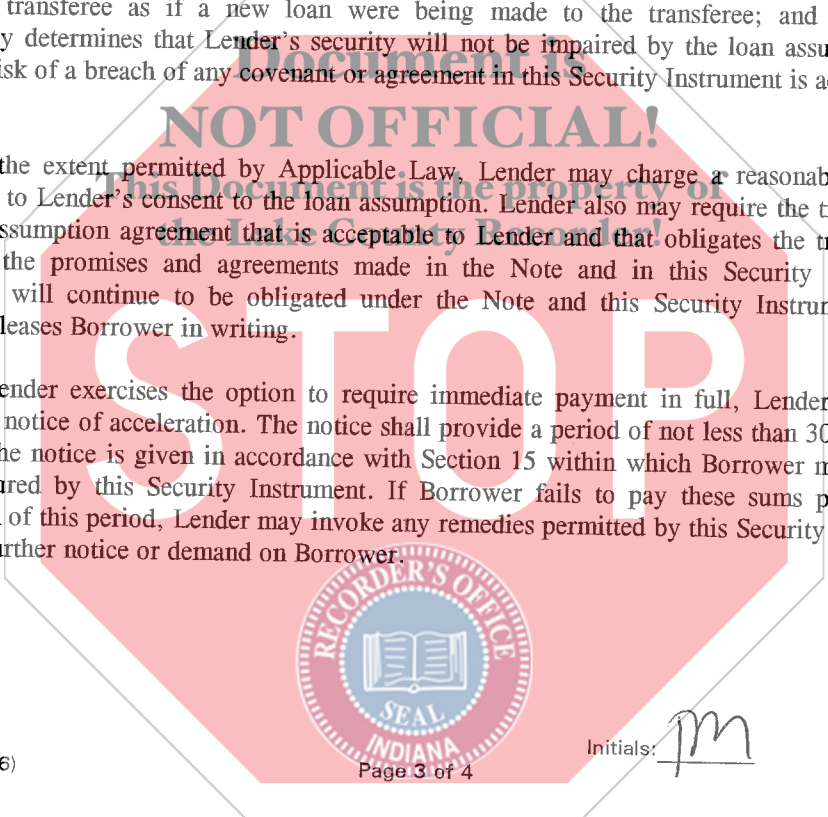 transferee as if a new loan were being made to the transferee; and
y determines that Lender's security will not be impaired by the loan assu
Document is
isk of a breach of any covenant or agreement in this Security Instrument is a
NOT OFFICIAL!
the extent permitted by Applicable Law, Lender may charge a reasonab
This Document is the property of
to Lender's consent to the loan assumption. Lender also may require the t
the Lake County Recorder!
ssumption agreement that is acceptable to Lender and that obligates the tr
the promises and agreements made in the Note and in this Security
will continue to be obligated under the Note and this Security Instrum
leases Borrower in writing.
STOP
ender exercises the option to require immediate payment in full, Lender
notice of acceleration. The notice shall provide a period of not less than 30
he notice is given in accordance with Section 15 within which Borrower m
ured by this Security Instrument. If Borrower fails to pay these sums p
of this period, Lender may invoke any remedies permitted by this Security
urther notice or demand on Borrower.
RECORDER'S OFFICE
SEAL
INDIANA
Initials: JM
6)
Page 3 of 4